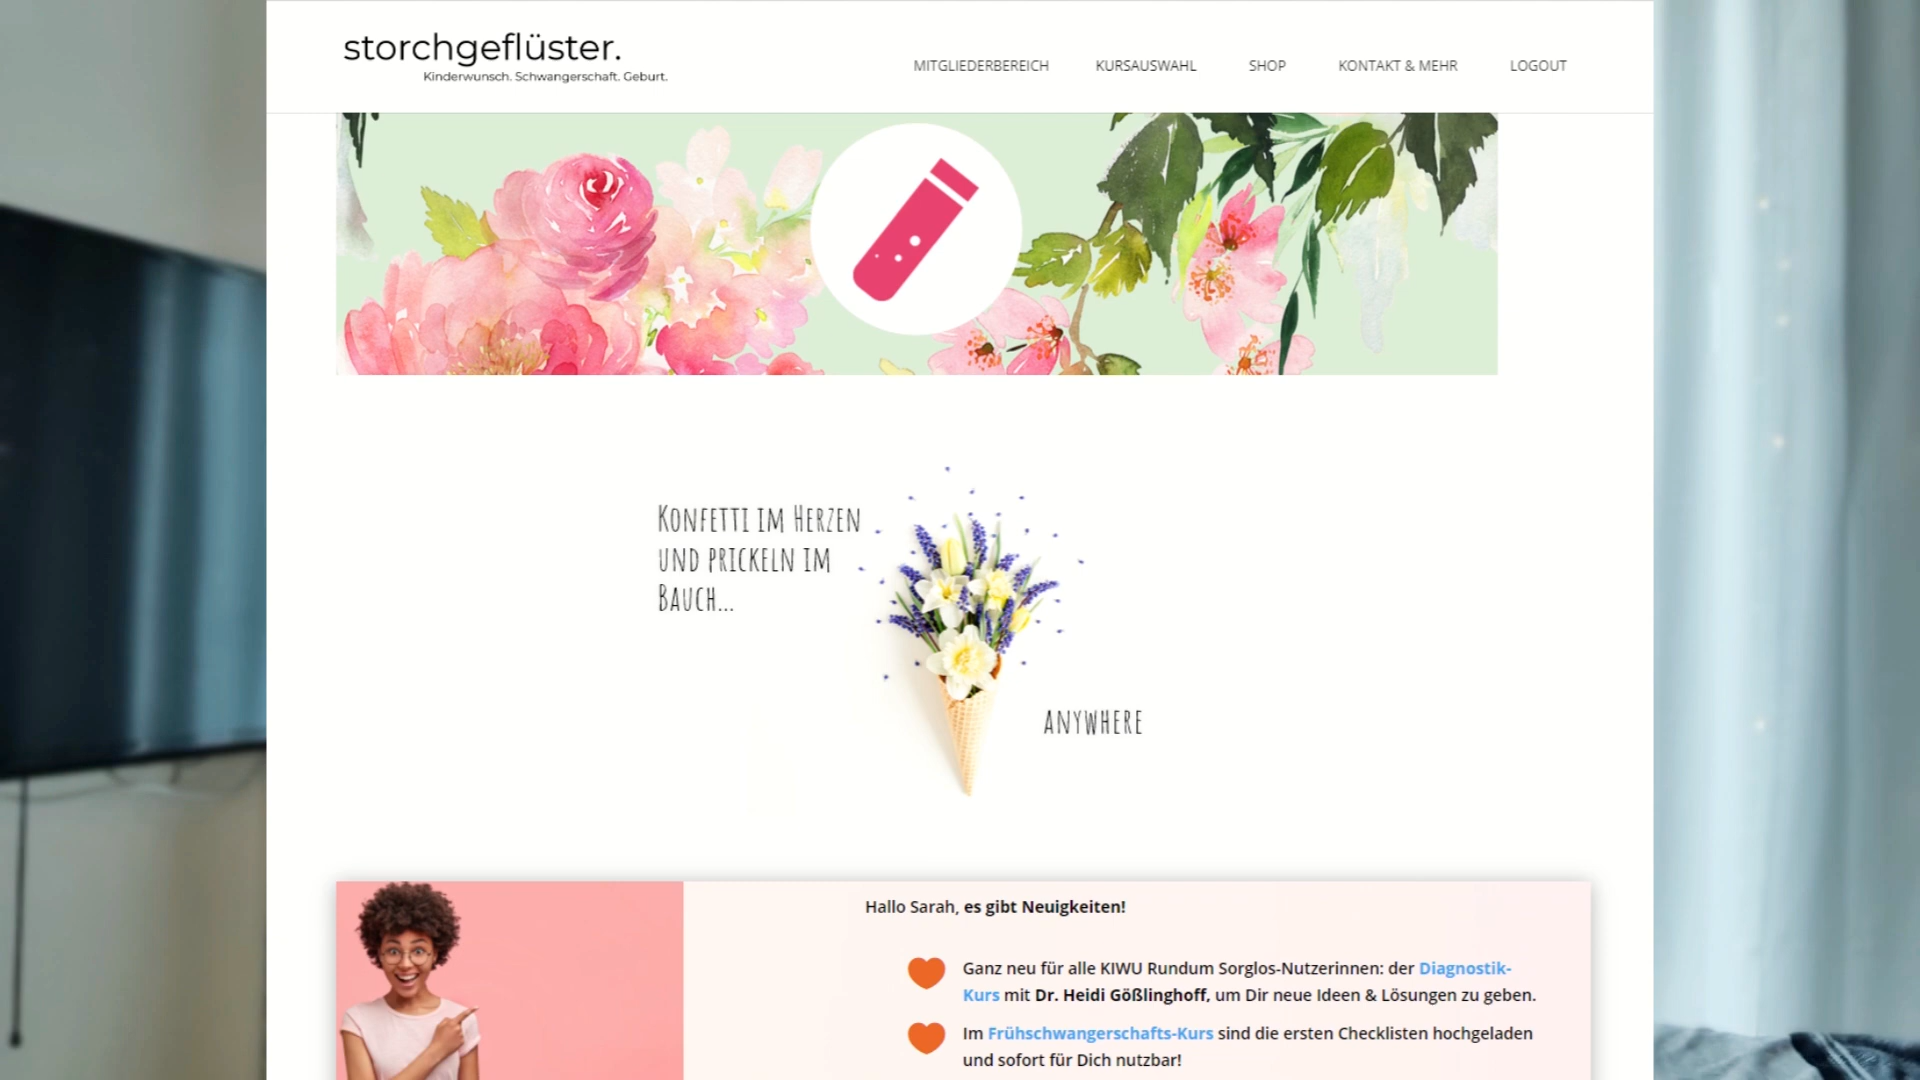 storchgeflüster.
Kinderwunsch. Schwangerschaft. Geburt.
MITGLIEDERBEREICH KURSAUSWAHL SHOP KONTAKT & MEHR LOGOUT
Konfetti im Herzen
und prickeln im
Bauch...
anywhere
Hallo Sarah, es gibt Neuigkeiten!
Ganz neu für alle KIWU Rundum Sorglos-Nutzerinnen: der Diagnostik-
Kurs mit Dr. Heidi Gößlinghoff, um Dir neue Ideen & Lösungen zu geben.
Im Frühschwangerschafts-Kurs sind die ersten Checklisten hochgeladen
und sofort für Dich nutzbar!